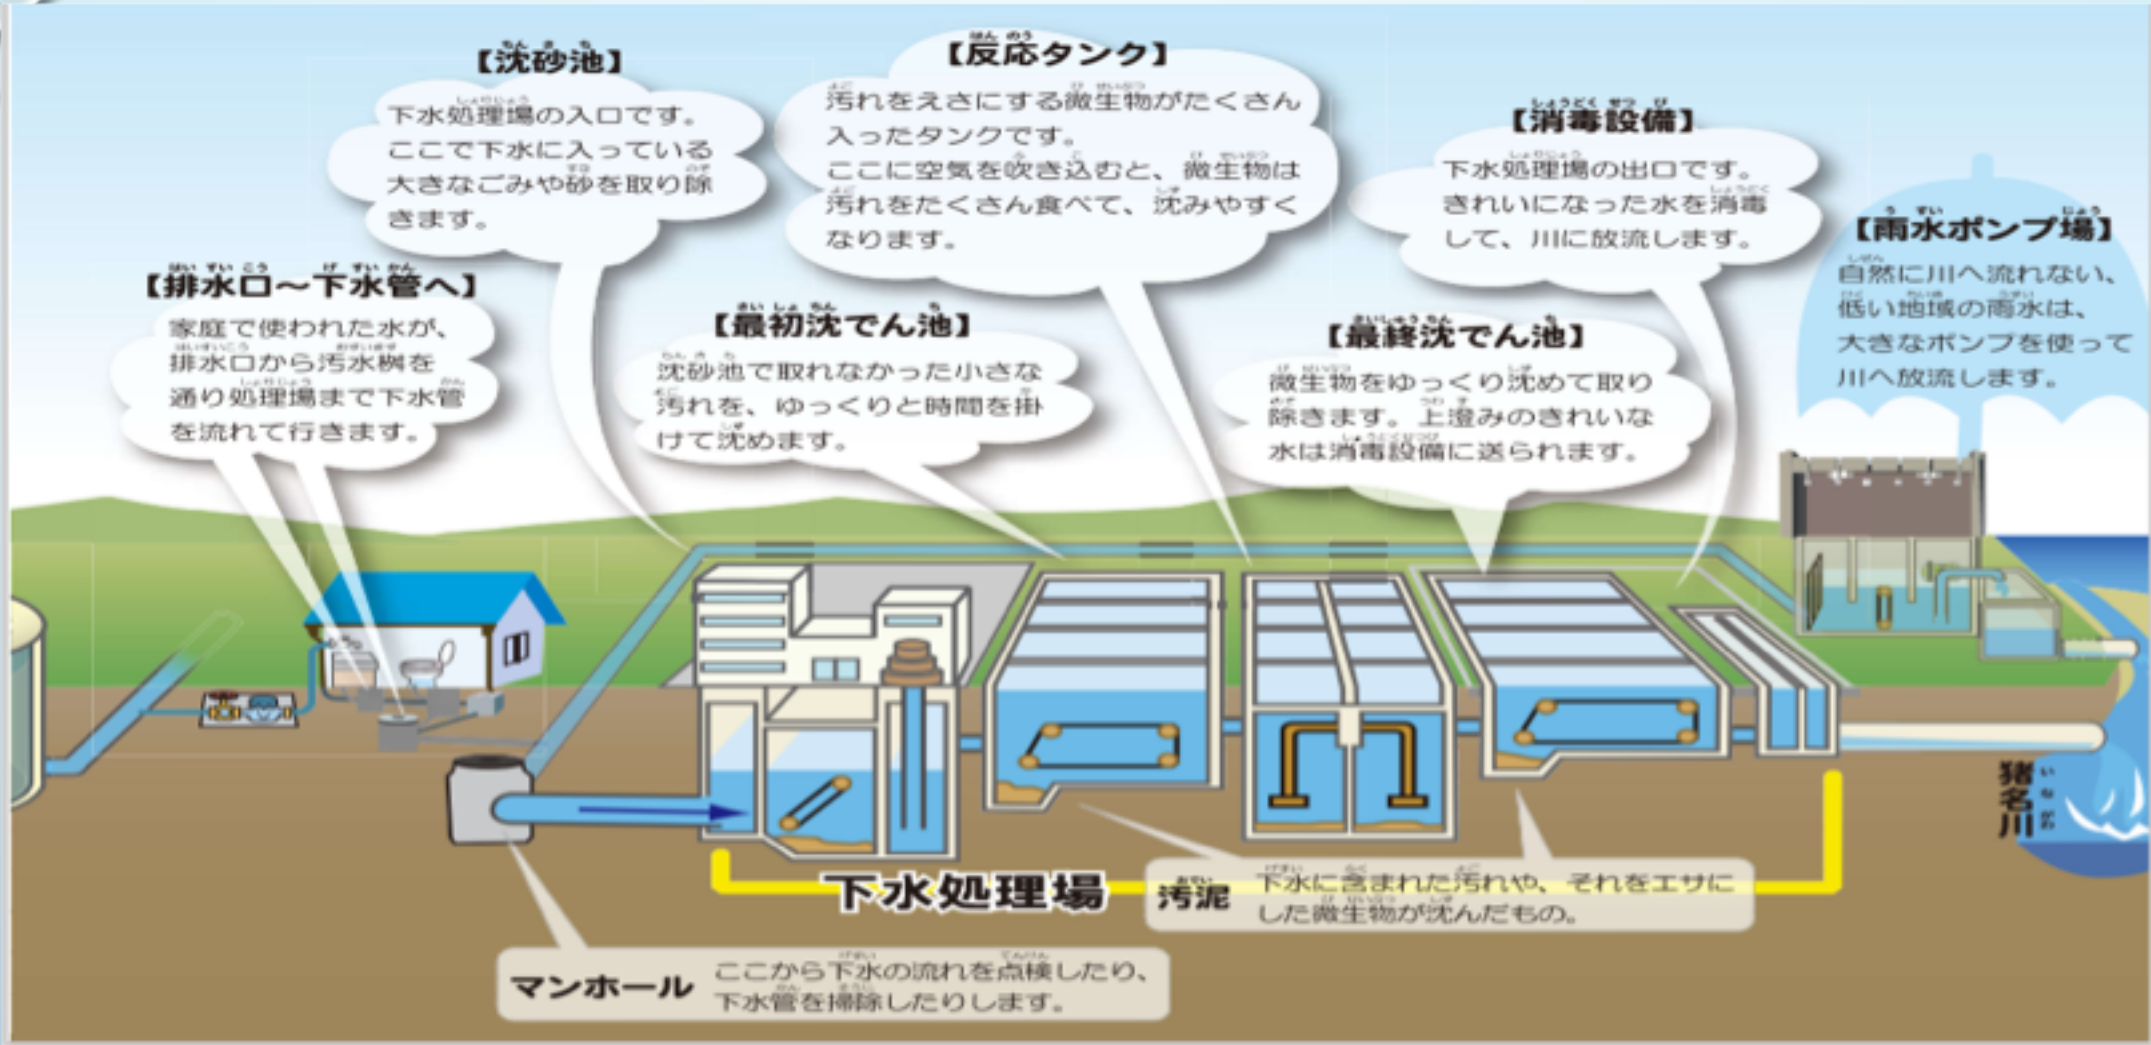 【沈砂池】
下水処理場の入口です。
ここで下水に入っている
大きなごみや砂を取り除
きます。
【反応タンク】
汚れをえさにする微生物がたくさん
入ったタンクです。
ここに空気を吹き込むと、微生物は
汚れをたくさん食べて、沈みやすく
なります。
【消毒設備】
下水処理場の出口です。
きれいになった水を消毒
して、川に放流します。
【雨水ポンプ場】
自然に川へ流れない、
低い地域の雨水は、
大きなポンプを使って
川へ放流します。
【排水口~下水管へ】
家庭で使われた水が、
排水口から汚水桝を
通り処理場まで下水管
を流れて行きます。
【最初沈でん池】
沈砂池で取れなかった小さな
汚れを、ゆっくりと時間を掛
けて沈めます。
【最終沈でん池】
微生物をゆっくり沈めて取り
除きます。上澄みのきれいな
水は消毒設備に送られます。
猪名川
いながわ
下水処理場
汚泥
下水に含まれた汚れや、それをエサに
した微生物が沈んだもの。
マンホール
ここから下水の流れを点検したり、
下水管を掃除したりします。